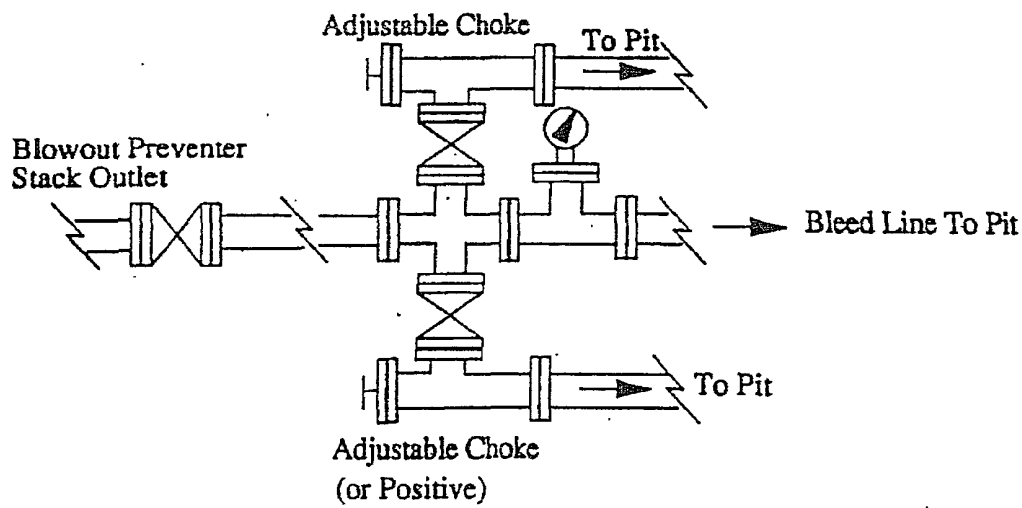 Adjustable Choke
To Pit
Blowout Preventer
Stack Outlet
Bleed Line To Pit
To Pit
Adjustable Choke
(or Positive)